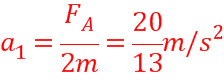 a₁ = F_A / 2m = 20 / 13 m/s²